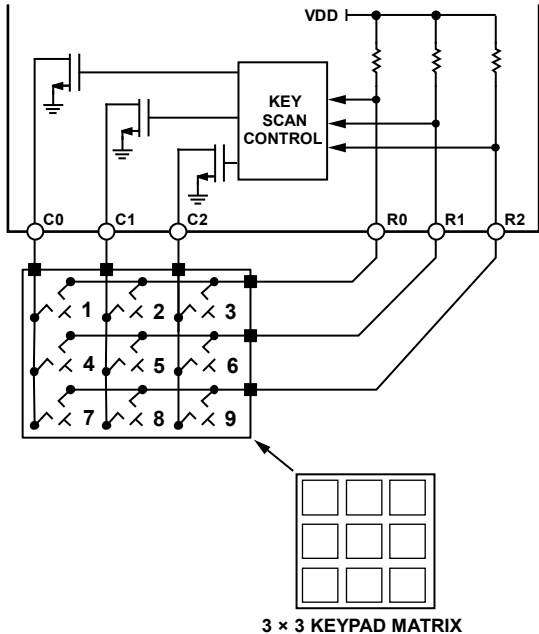 VDD
KEY
SCAN
CONTROL
C0 C1 C2 R0 R1 R2
1 2 3
4 5 6
7 8 9
3 × 3 KEYPAD MATRIX